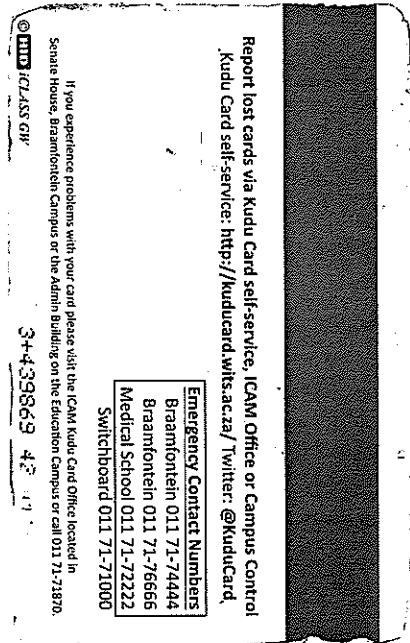 Report lost cards via Kudu Card self-service, ICAM Office or Campus Control
Kudu Card self-service: http://kuducard.wits.ac.za/ Twitter: @KuduCard
Emergency Contact Numbers
Braamfontein 011 71-74444
Braamfontein 011 71-76666
Medical School 011 71-72222
Switchboard 011 71-71000
If you experience problems with your card please visit the ICAM Kudu Card Office located in
Senate House, Braamfontein Campus or the Admin Building on the Education Campus or call 011 71-71870.
© HID iCLASS GW